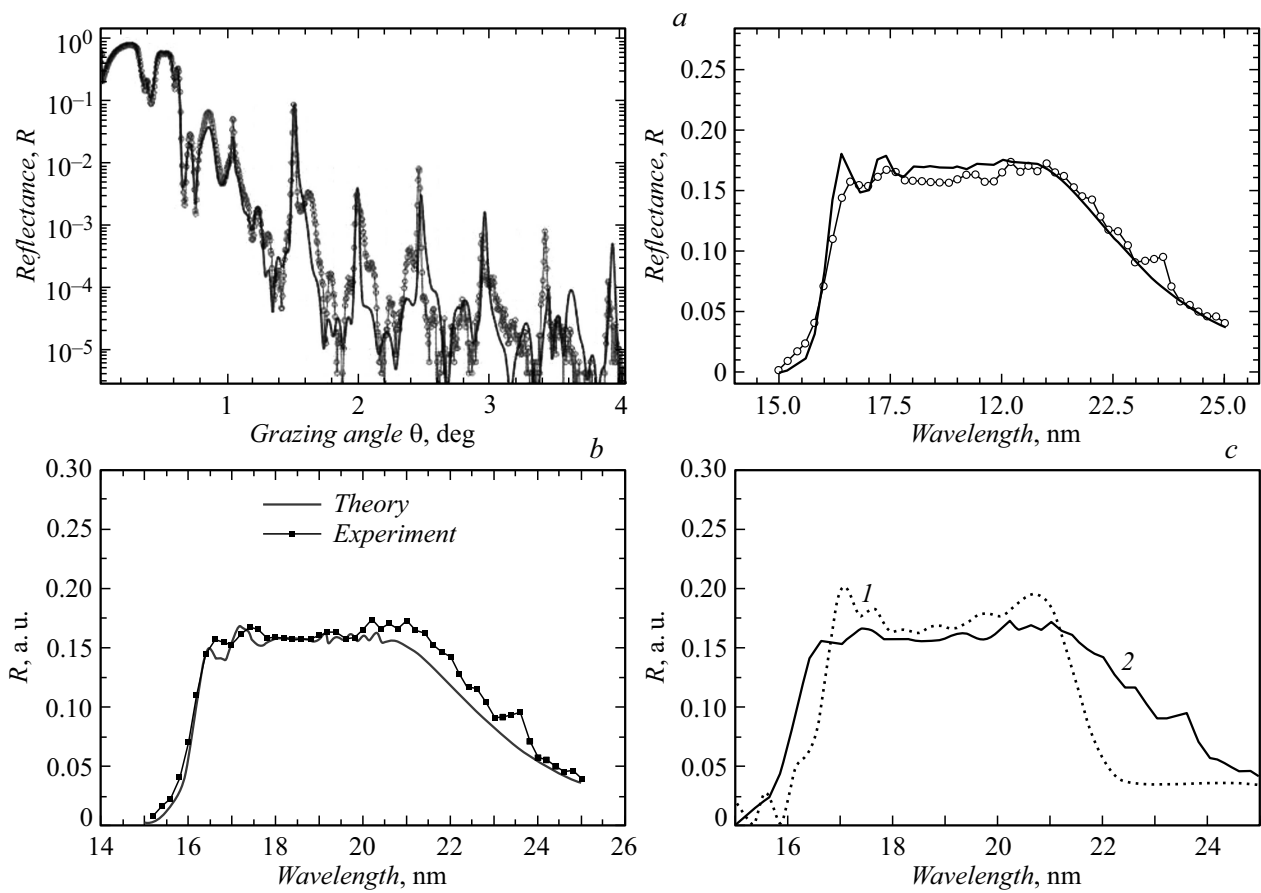 a
10⁰
10⁻¹
10⁻²
10⁻³
10⁻⁴
10⁻⁵
Reflectance, R
1 2 3 4
Grazing angle θ, deg
0.25
0.20
0.15
0.10
0.05
0
Reflectance, R
15.0 17.5 12.0 22.5 25.0
Wavelength, nm
b
0.30
0.25
0.20
0.15
0.10
0.05
0
R, a. u.
Theory
Experiment
14 16 18 20 22 24 26
Wavelength, nm
c
0.30
0.25
0.20
0.15
0.10
0.05
0
R, a. u.
1
2
16 18 20 22 24
Wavelength, nm